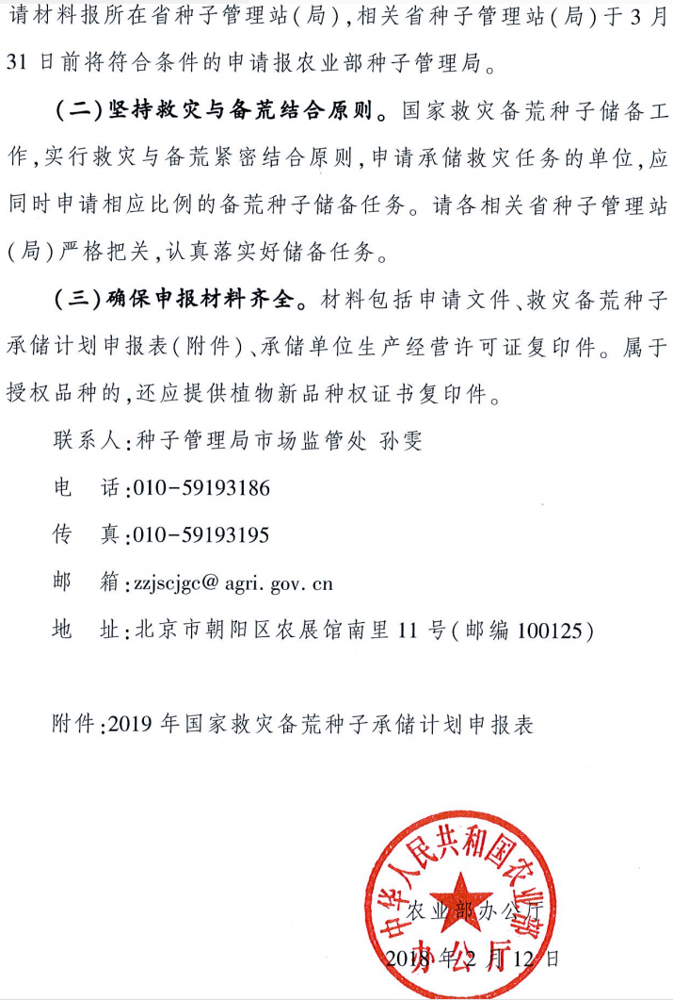 请材料报所在省种子管理站(局),相关省种子管理站(局)于3月
31日前将符合条件的申请报农业部种子管理局。
(二)坚持救灾与备荒结合原则。国家救灾备荒种子储备工
作,实行救灾与备荒紧密结合原则,申请承储救灾任务的单位,应
同时申请相应比例的备荒种子储备任务。请各相关省种子管理站
(局)严格把关,认真落实好储备任务。
(三)确保申报材料齐全。材料包括申请文件、救灾备荒种子
承储计划申报表(附件)、承储单位生产经营许可证复印件。属于
授权品种的,还应提供植物新品种权证书复印件。
联系人:种子管理局市场监管处 孙雯
电 话:010-59193186
传 真:010-59193195
邮 箱:zzjscjgc@agri.gov.cn
地 址:北京市朝阳区农展馆南里11号(邮编100125)
附件:2019年国家救灾备荒种子承储计划申报表
中华人民共和国农业部
农业部办公厅
办公厅
2018年2月12日